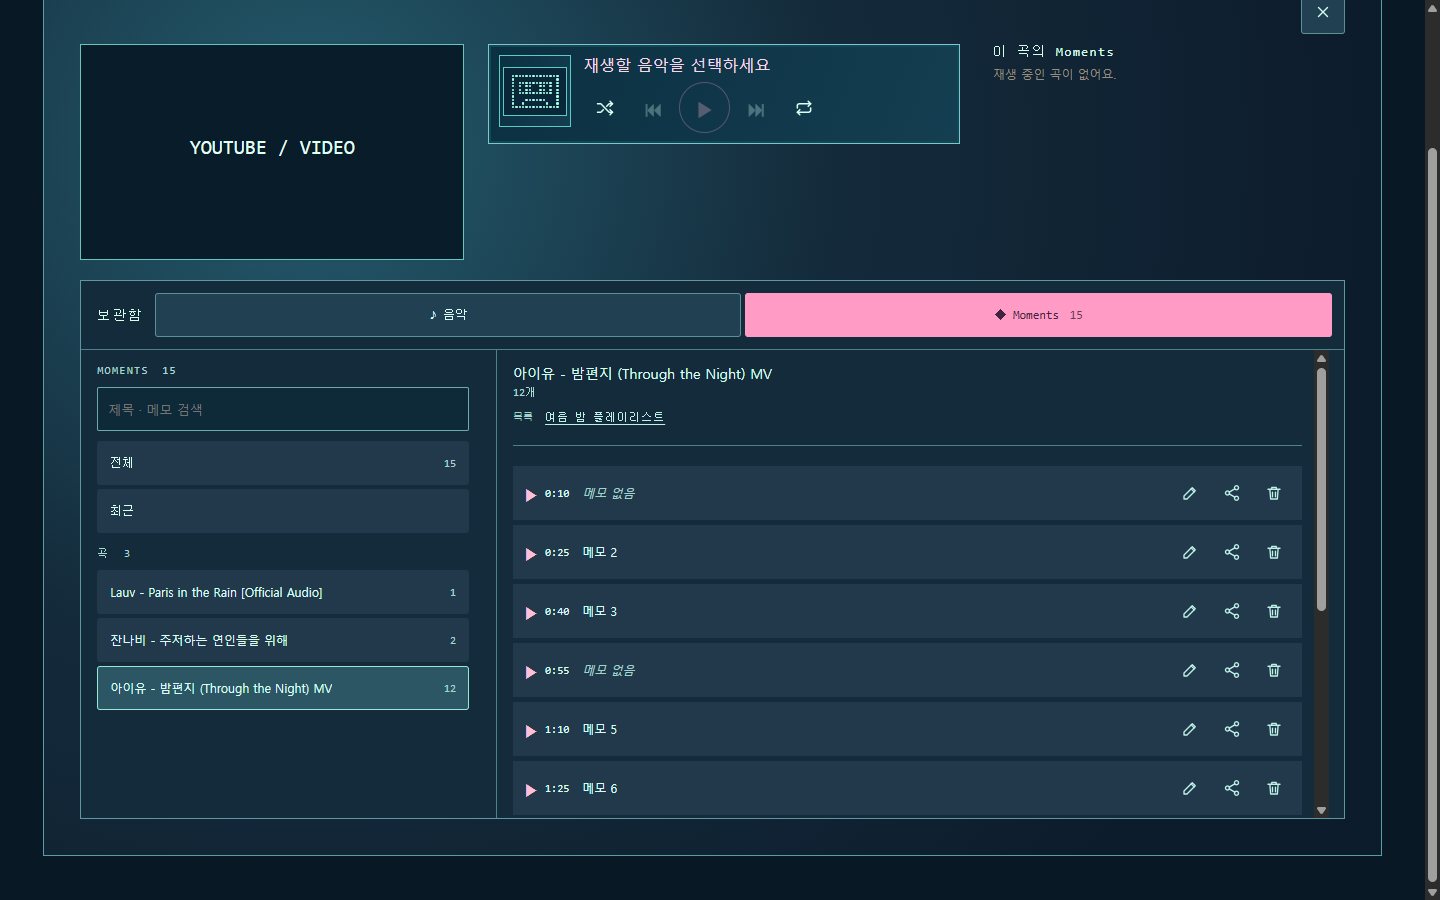 YOUTUBE / VIDEO
재생할 음악을 선택하세요
이 곡의 Moments
재생 중인 곡이 없어요.
보관함
♪ 음악
◆ Moments 15
MOMENTS 15
제목 · 메모 검색
전체 15
최근
곡 3
Lauv - Paris in the Rain [Official Audio] 1
잔나비 - 주저하는 연인들을 위해 2
아이유 - 밤편지 (Through the Night) MV 12
아이유 - 밤편지 (Through the Night) MV
12개
목록 여름 밤 플레이리스트
0:10 메모 없음
0:25 메모 2
0:40 메모 3
0:55 메모 없음
1:10 메모 5
1:25 메모 6